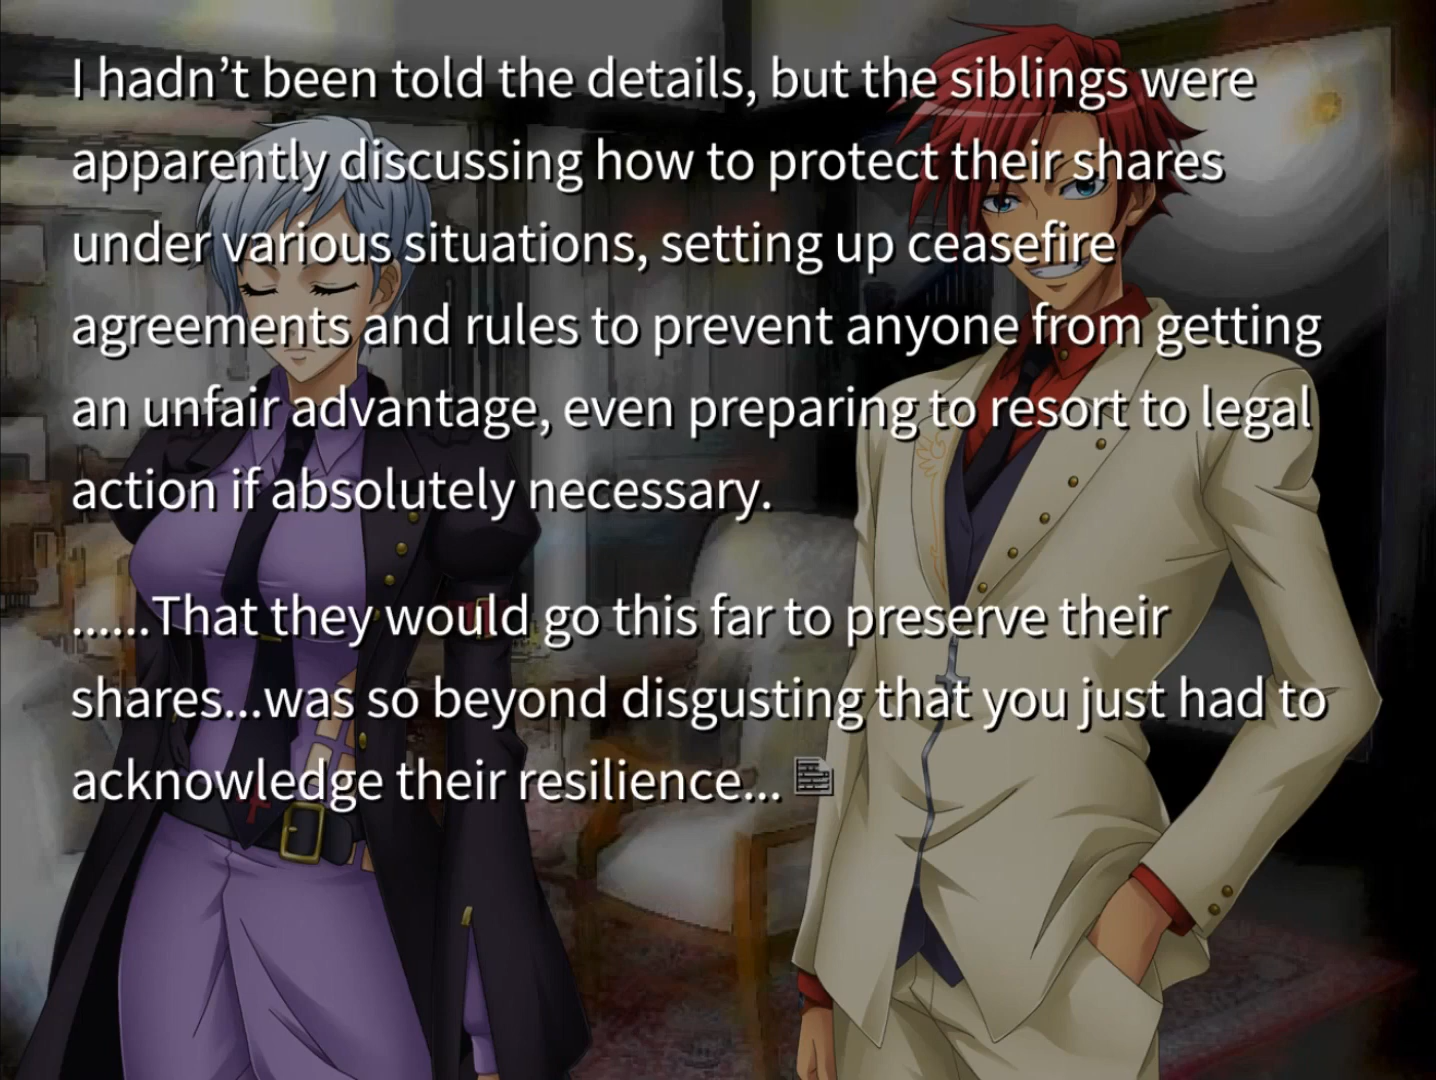 I hadn’t been told the details, but the siblings were
apparently discussing how to protect their shares
under various situations, setting up ceasefire
agreements and rules to prevent anyone from getting
an unfair advantage, even preparing to resort to legal
action if absolutely necessary.
......That they would go this far to preserve their
shares...was so beyond disgusting that you just had to
acknowledge their resilience...